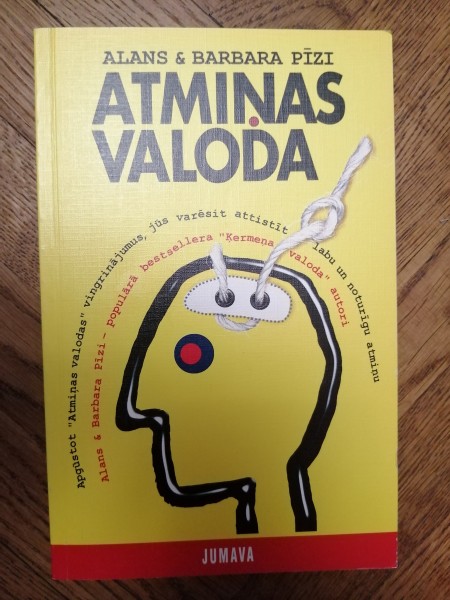 ALANS & BARBARA PĪZI
ATMIŅAS
VALODA
Apgūstot "Atmiņas valodas" vingrinājumus, jūs varēsit attīstīt labu un noturīgu atmiņu
Alans & Barbara Pīzi - populārā bestsellera "Ķermeņa valoda" autori
JUMAVA